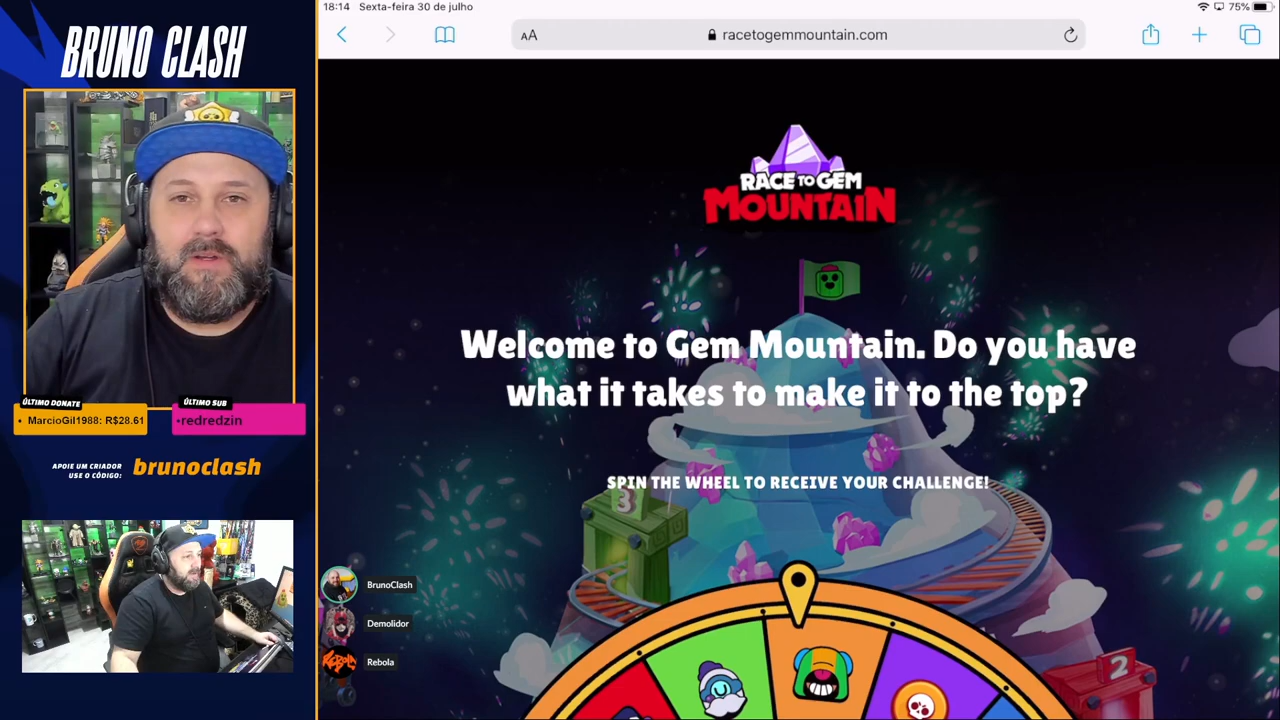 BRUNO CLASH
ÚLTIMO DONATE
• MarcioGil1988: R$28.61
ÚLTIMO SUB
•redredzin
APOIE UM CRIADOR
USE O CÓDIGO:
brunoclash
18:14 Sexta-feira 30 de julho
75%
AA
racetogemmountain.com
RACE TO GEM
MOUNTAIN
Welcome to Gem Mountain. Do you have
what it takes to make it to the top?
SPIN THE WHEEL TO RECEIVE YOUR CHALLENGE!
3
BrunoClash
Demolidor
REBOLA
Rebola
2